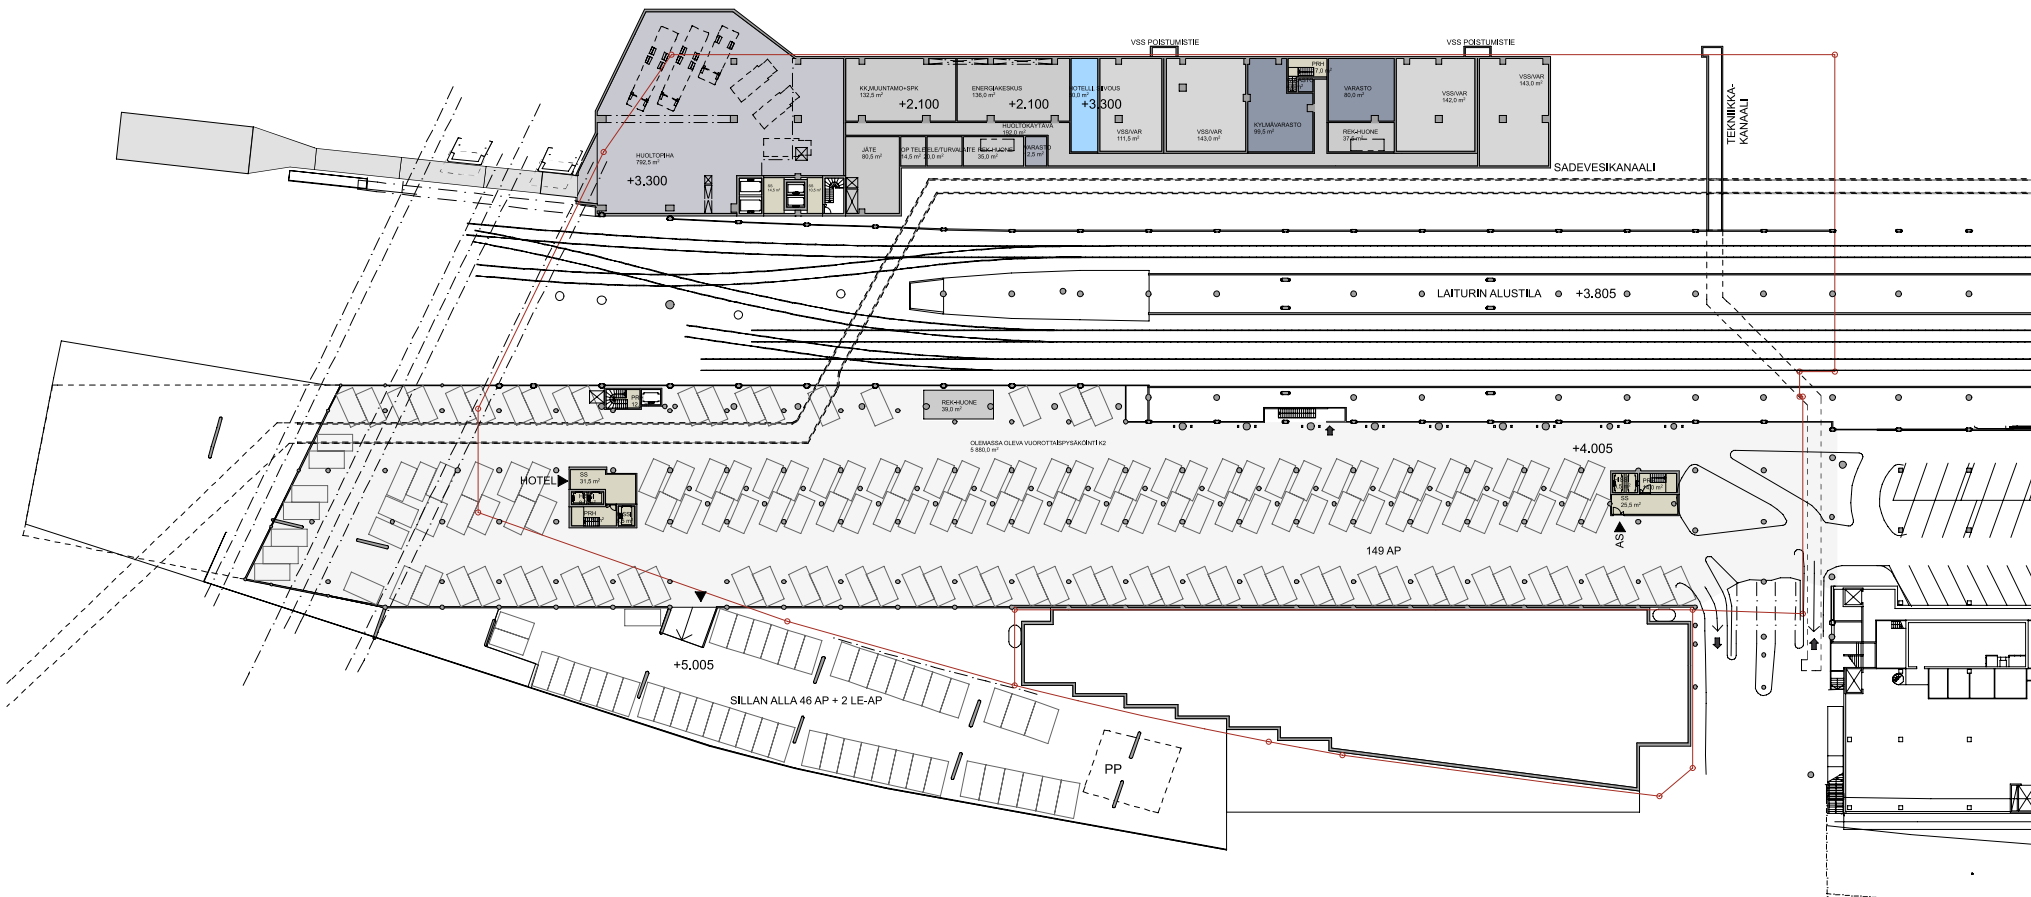 VSS POISTUMISTIE
VSS POISTUMISTIE
KK,MUUNTAMO+SPK
132,5 m²
+2.100
ENERGIAKESKUS
136,0 m²
+2.100
SIIVOUS
+3.300
PRH
VARASTO
80,0 m²
VSS/VAR
142,0 m²
VSS/VAR
143,0 m²
TEKNIIKKA-
KANAALI
HUOLTOKÄYTÄVÄ
192,0 m²
VSS/VAR
111,5 m²
VSS/VAR
143,0 m²
KYLMÄVARASTO
99,5 m²
REK-HUONE
HUOLTOPIHA
792,5 m²
+3.300
JÄTE
80,5 m²
REK-HUONE
35,0 m²
VARASTO
SADEVESIKANAALI
LAITURIN ALUSTILA
+3.805
REK-HUONE
39,0 m²
OLEMASSA OLEVA VUOROTTAISPYSÄKÖINTI K2
5 880,0 m²
+4.005
HOTEL
SS
31,5 m²
PRH
SS
25,5 m²
AS
149 AP
+5.005
SILLAN ALLA 46 AP + 2 LE-AP
PP